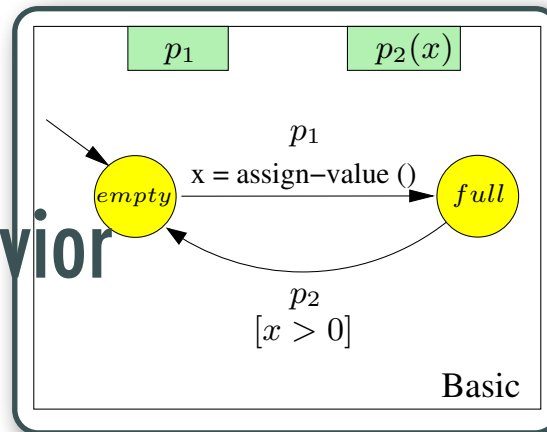 p₁ p₂(x)
p₁
x = assign−value ()
empty full
vior
p₂
[x > 0]
Basic